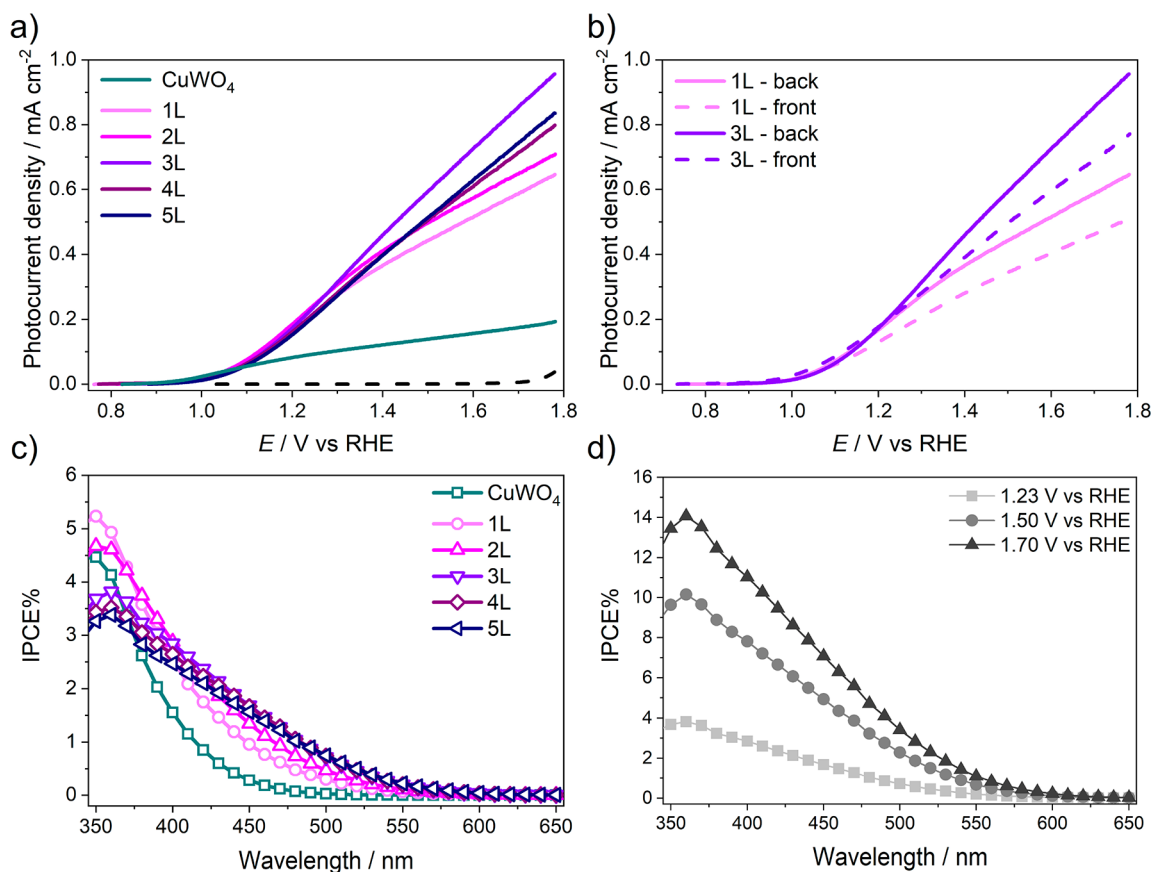 a)
1.0
0.8
0.6
0.4
0.2
0.0
Photocurrent density / mA cm⁻²
CuWO₄
1L
2L
3L
4L
5L
0.8 1.0 1.2 1.4 1.6 1.8
E / V vs RHE
b)
1.0
0.8
0.6
0.4
0.2
0.0
Photocurrent density / mA cm⁻²
1L - back
1L - front
3L - back
3L - front
0.8 1.0 1.2 1.4 1.6 1.8
E / V vs RHE
c)
6
5
4
3
2
1
0
IPCE%
CuWO₄
1L
2L
3L
4L
5L
350 400 450 500 550 600 650
Wavelength / nm
d)
16
14
12
10
8
6
4
2
0
IPCE%
1.23 V vs RHE
1.50 V vs RHE
1.70 V vs RHE
350 400 450 500 550 600 650
Wavelength / nm